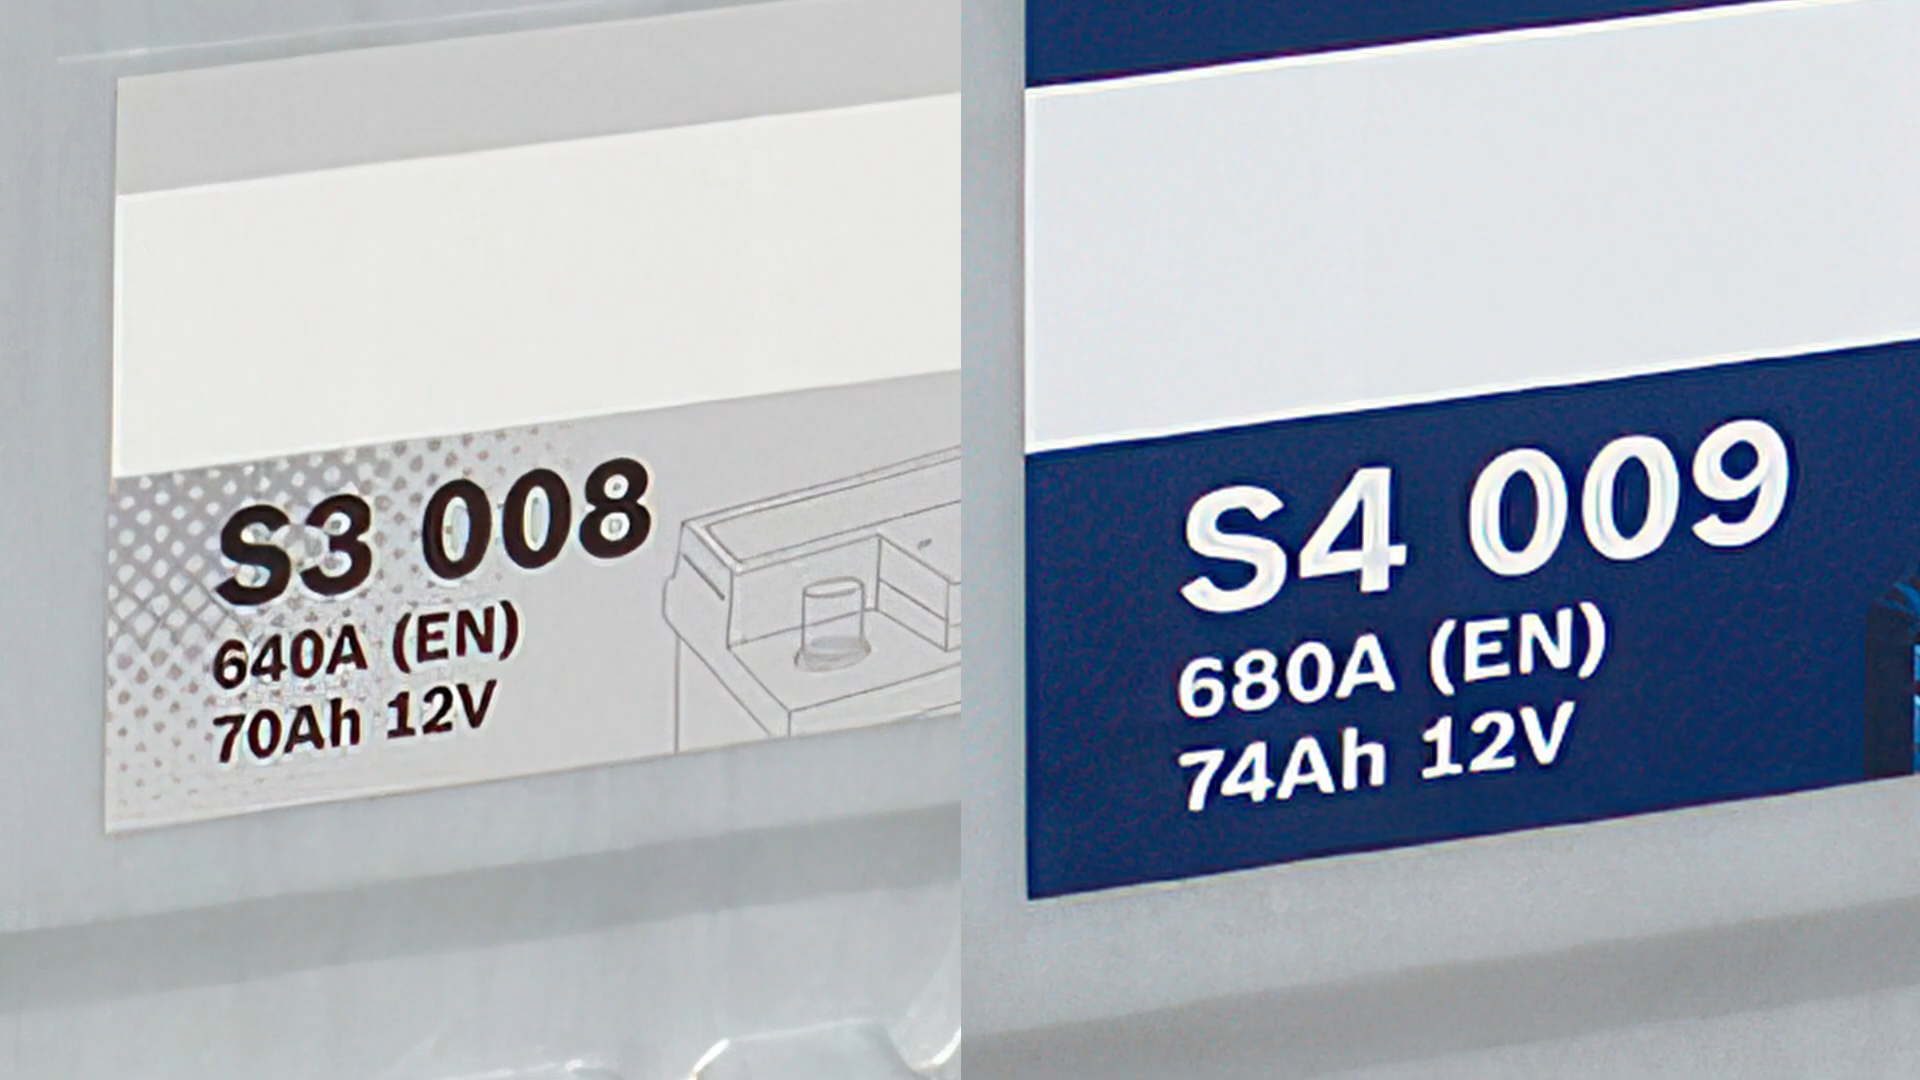 S3 008
640A (EN)
70Ah 12V
S4 009
680A (EN)
74Ah 12V